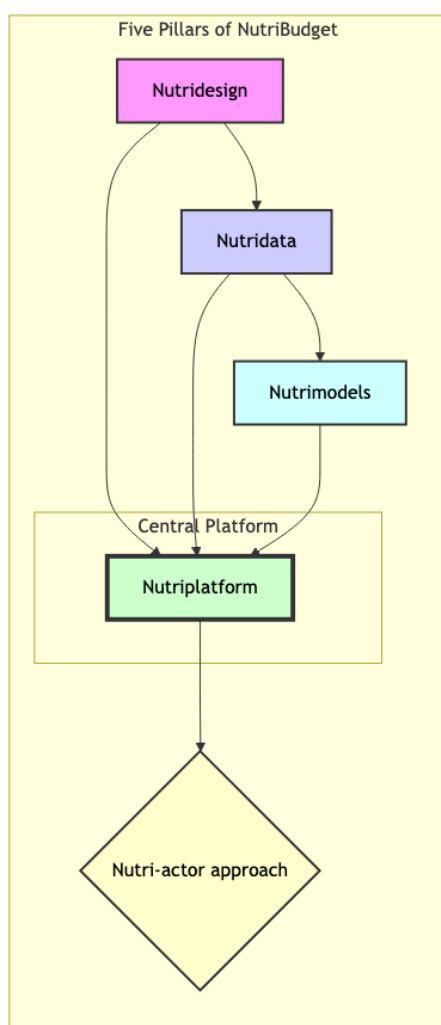 Five Pillars of NutriBudget
Nutridesign
Nutridata
Nutrimodels
Central Platform
Nutriplatform
Nutri-actor approach